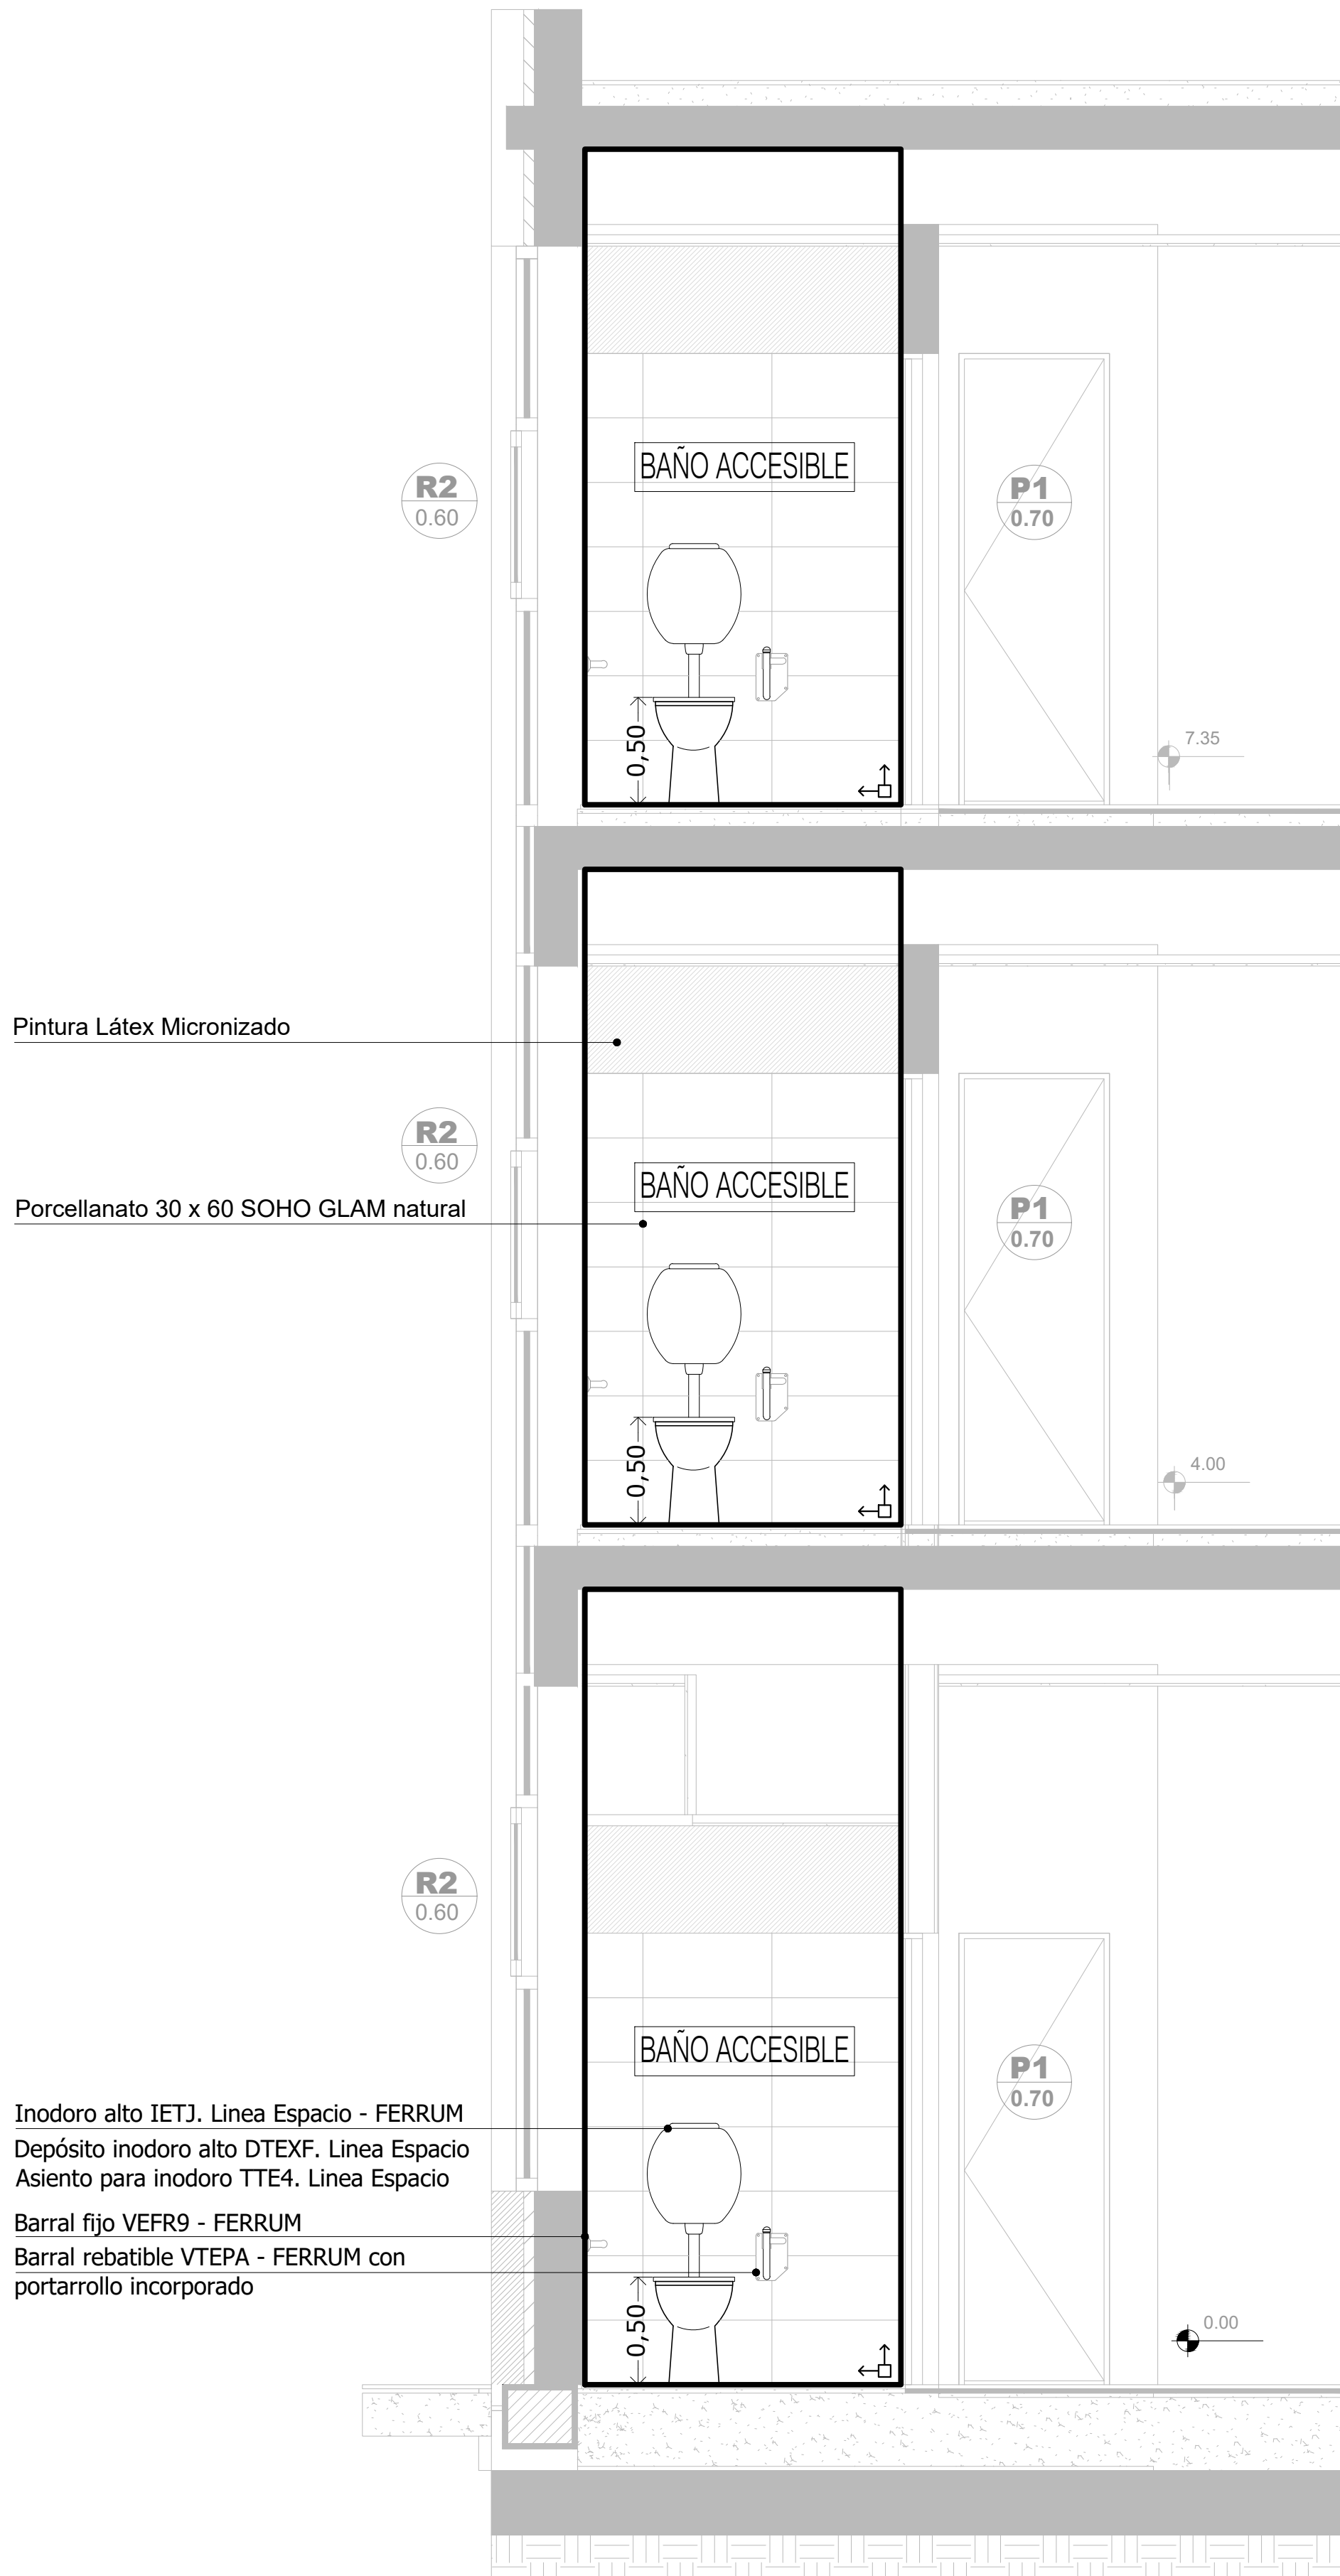 BAÑO ACCESIBLE
R2
0.60
P1
0.70
0,50
7.35
Pintura Látex Micronizado
R2
0.60
BAÑO ACCESIBLE
Porcellanato 30 x 60 SOHO GLAM natural
P1
0.70
0,50
4.00
R2
0.60
BAÑO ACCESIBLE
P1
0.70
Inodoro alto IETJ. Linea Espacio - FERRUM
Depósito inodoro alto DTEXF. Linea Espacio
Asiento para inodoro TTE4. Linea Espacio
Barral fijo VEFR9 - FERRUM
Barral rebatible VTEPA - FERRUM con
portarrollo incorporado
0,50
0.00